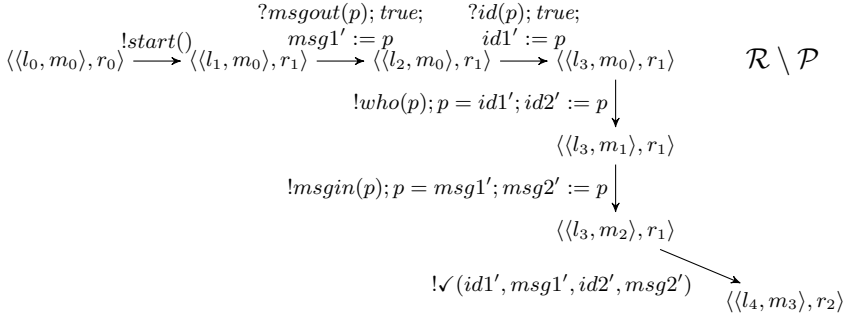 ?msgout(p); true; ?id(p); true;
!start() msg1′ := p id1′ := p
⟨⟨l₀, m₀⟩, r₀⟩ ⟨⟨l₁, m₀⟩, r₁⟩ ⟨⟨l₂, m₀⟩, r₁⟩ ⟨⟨l₃, m₀⟩, r₁⟩ R \ P
!who(p); p = id1′; id2′ := p
⟨⟨l₃, m₁⟩, r₁⟩
!msgin(p); p = msg1′; msg2′ := p
⟨⟨l₃, m₂⟩, r₁⟩
!✓(id1′, msg1′, id2′, msg2′)
⟨⟨l₄, m₃⟩, r₂⟩